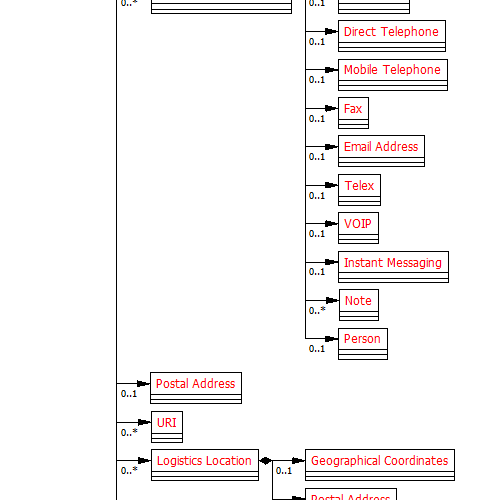 0..*
0..1
Direct Telephone
0..1
Mobile Telephone
0..1
Fax
0..1
Email Address
0..1
Telex
0..1
VOIP
0..1
Instant Messaging
0..1
Note
0..*
Person
0..1
Postal Address
0..1
URI
0..*
Logistics Location
0..*
Geographical Coordinates
0..1
Postal Address